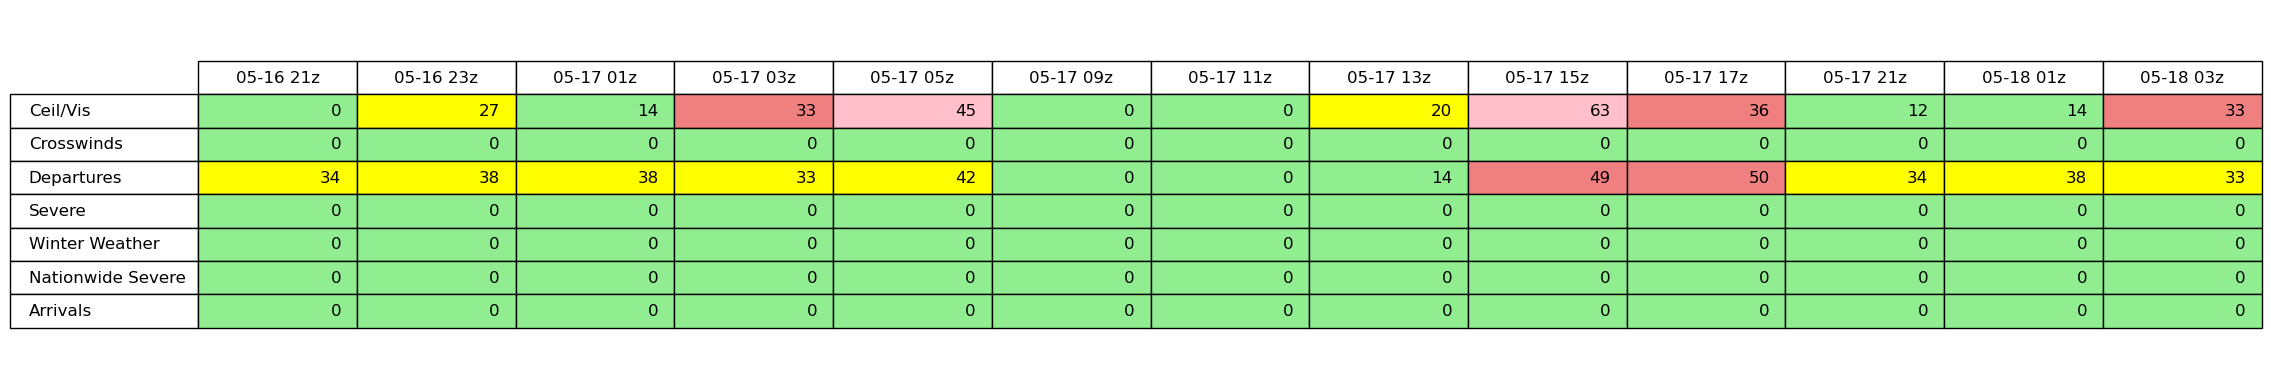 05-16 21z 05-16 23z 05-17 01z 05-17 03z 05-17 05z 05-17 09z 05-17 11z 05-17 13z 05-17 15z 05-17 17z 05-17 21z 05-18 01z 05-18 03z
Ceil/Vis 0 27 14 33 45 0 0 20 63 36 12 14 33
Crosswinds 0 0 0 0 0 0 0 0 0 0 0 0 0
Departures 34 38 38 33 42 0 0 14 49 50 34 38 33
Severe 0 0 0 0 0 0 0 0 0 0 0 0 0
Winter Weather 0 0 0 0 0 0 0 0 0 0 0 0 0
Nationwide Severe 0 0 0 0 0 0 0 0 0 0 0 0 0
Arrivals 0 0 0 0 0 0 0 0 0 0 0 0 0